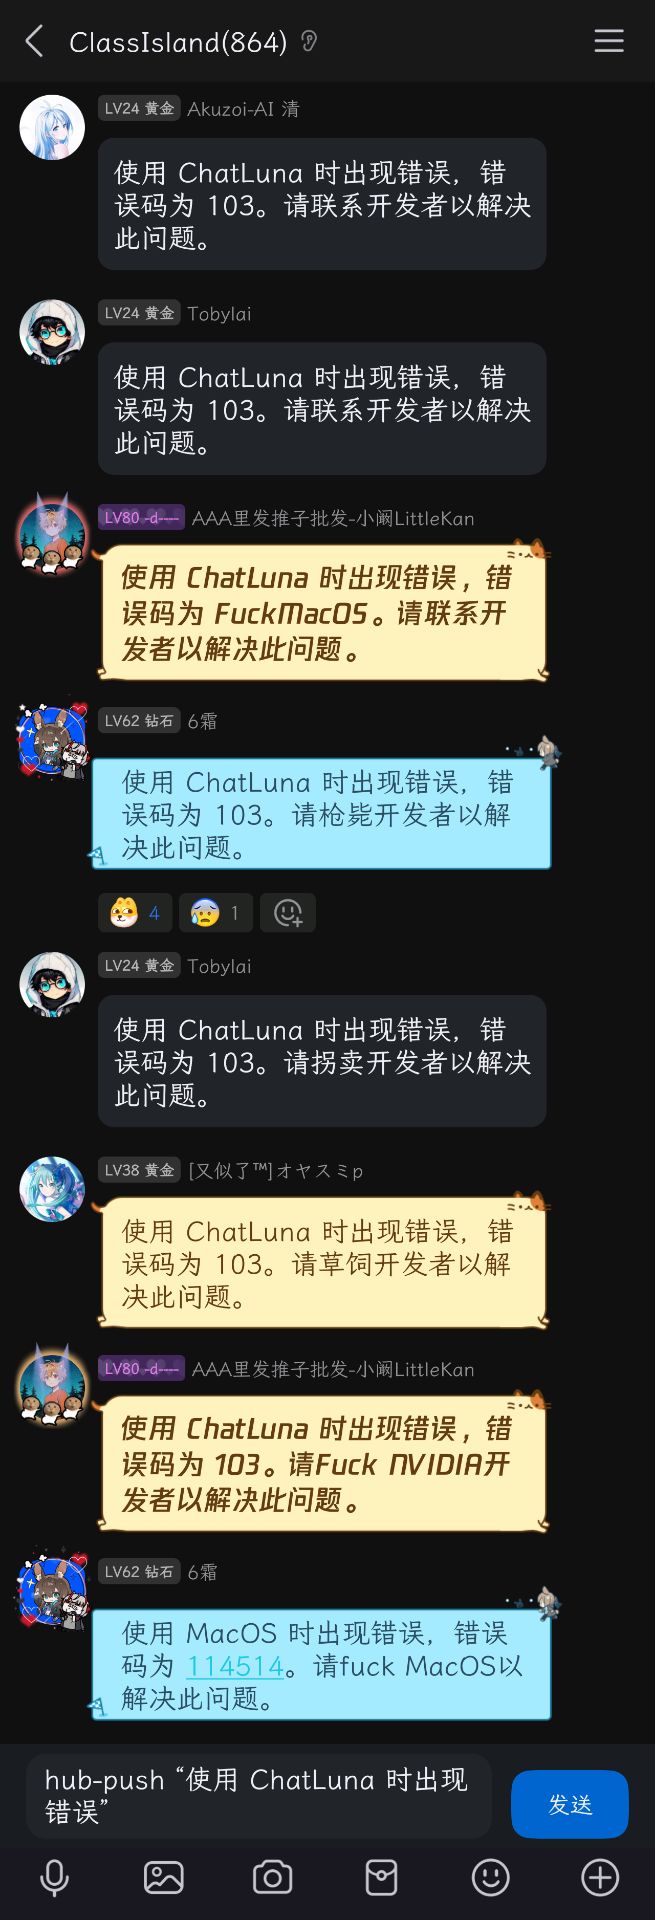 ClassIsland(864)
LV24 黄金 Akuzoi-AI 清
使用 ChatLuna 时出现错误，错
误码为 103。请联系开发者以解决
此问题。
LV24 黄金 Tobylai
使用 ChatLuna 时出现错误，错
误码为 103。请联系开发者以解决
此问题。
LV80 -d---- AAA里发推子批发-小阚LittleKan
使用 ChatLuna 时出现错误，错
误码为 FuckMacOS。请联系开
发者以解决此问题。
LV62 钻石 6霜
使用 ChatLuna 时出现错误，错
误码为 103。请枪毙开发者以解
决此问题。
4 1
LV24 黄金 Tobylai
使用 ChatLuna 时出现错误，错
误码为 103。请拐卖开发者以解决
此问题。
LV38 黄金 [又似了™]オヤスミp
使用 ChatLuna 时出现错误，错
误码为 103。请草饲开发者以解
决此问题。
LV80 -d---- AAA里发推子批发-小阚LittleKan
使用 ChatLuna 时出现错误，错
误码为 103。请Fuck NVIDIA开
发者以解决此问题。
LV62 钻石 6霜
使用 MacOS 时出现错误，错误
码为 114514。请fuck MacOS以
解决此问题。
hub-push “使用 ChatLuna 时出现
错误”
发送